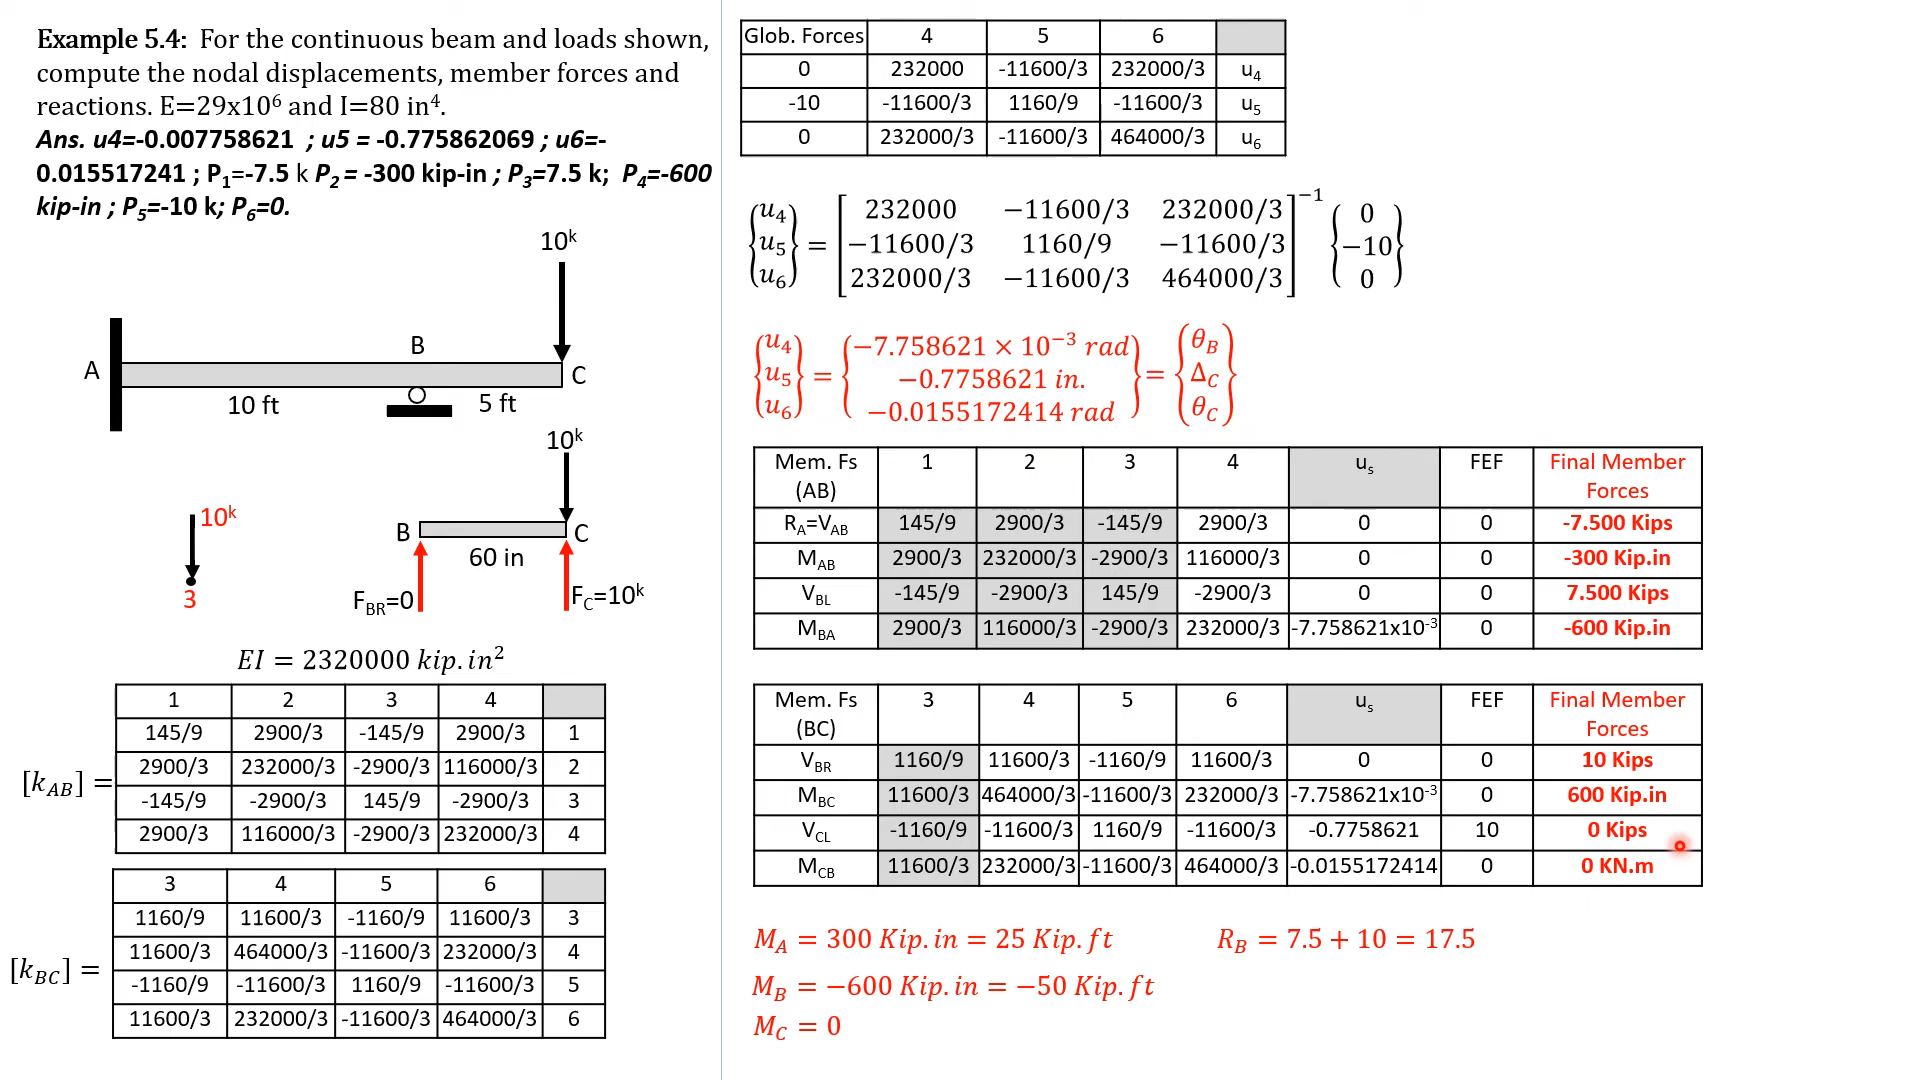 Example 5.4: For the continuous beam and loads shown,
compute the nodal displacements, member forces and
reactions. E=29x10⁶ and I=80 in⁴.
Ans. u4=-0.007758621 ; u5 = -0.775862069 ; u6=-
0.015517241 ; P₁=-7.5 k P₂ = -300 kip-in ; P₃=7.5 k; P₄=-600
kip-in ; P₅=-10 k; P₆=0.
10ᵏ
A
B
C
10 ft
5 ft
10ᵏ
10ᵏ
3
B
C
60 in
F_BR=0
F_C=10ᵏ
EI = 2320000 kip.in²
[k_AB] =
1 2 3 4
145/9 2900/3 -145/9 2900/3 1
2900/3 232000/3 -2900/3 116000/3 2
-145/9 -2900/3 145/9 -2900/3 3
2900/3 116000/3 -2900/3 232000/3 4
[k_BC] =
3 4 5 6
1160/9 11600/3 -1160/9 11600/3 3
11600/3 464000/3 -11600/3 232000/3 4
-1160/9 -11600/3 1160/9 -11600/3 5
11600/3 232000/3 -11600/3 464000/3 6
Glob. Forces 4 5 6
0 232000 -11600/3 232000/3 u₄
-10 -11600/3 1160/9 -11600/3 u₅
0 232000/3 -11600/3 464000/3 u₆
{u₄ u₅ u₆} =
232000 −11600/3 232000/3
−11600/3 1160/9 −11600/3
232000/3 −11600/3 464000/3
−1
{0 −10 0}
{u₄ u₅ u₆} =
−7.758621 × 10⁻³ rad
−0.7758621 in.
−0.0155172414 rad
= {θ_B Δ_C θ_C}
Mem. Fs (AB) 1 2 3 4 uₛ FEF Final Member Forces
R_A=V_AB 145/9 2900/3 -145/9 2900/3 0 0 -7.500 Kips
M_AB 2900/3 232000/3 -2900/3 116000/3 0 0 -300 Kip.in
V_BL -145/9 -2900/3 145/9 -2900/3 0 0 7.500 Kips
M_BA 2900/3 116000/3 -2900/3 232000/3 -7.758621x10⁻³ 0 -600 Kip.in
Mem. Fs (BC) 3 4 5 6 uₛ FEF Final Member Forces
V_BR 1160/9 11600/3 -1160/9 11600/3 0 0 10 Kips
M_BC 11600/3 464000/3 -11600/3 232000/3 -7.758621x10⁻³ 0 600 Kip.in
V_CL -1160/9 -11600/3 1160/9 -11600/3 -0.7758621 10 0 Kips
M_CB 11600/3 232000/3 -11600/3 464000/3 -0.0155172414 0 0 KN.m
M_A = 300 Kip.in = 25 Kip.ft
R_B = 7.5 + 10 = 17.5
M_B = −600 Kip.in = −50 Kip.ft
M_C = 0